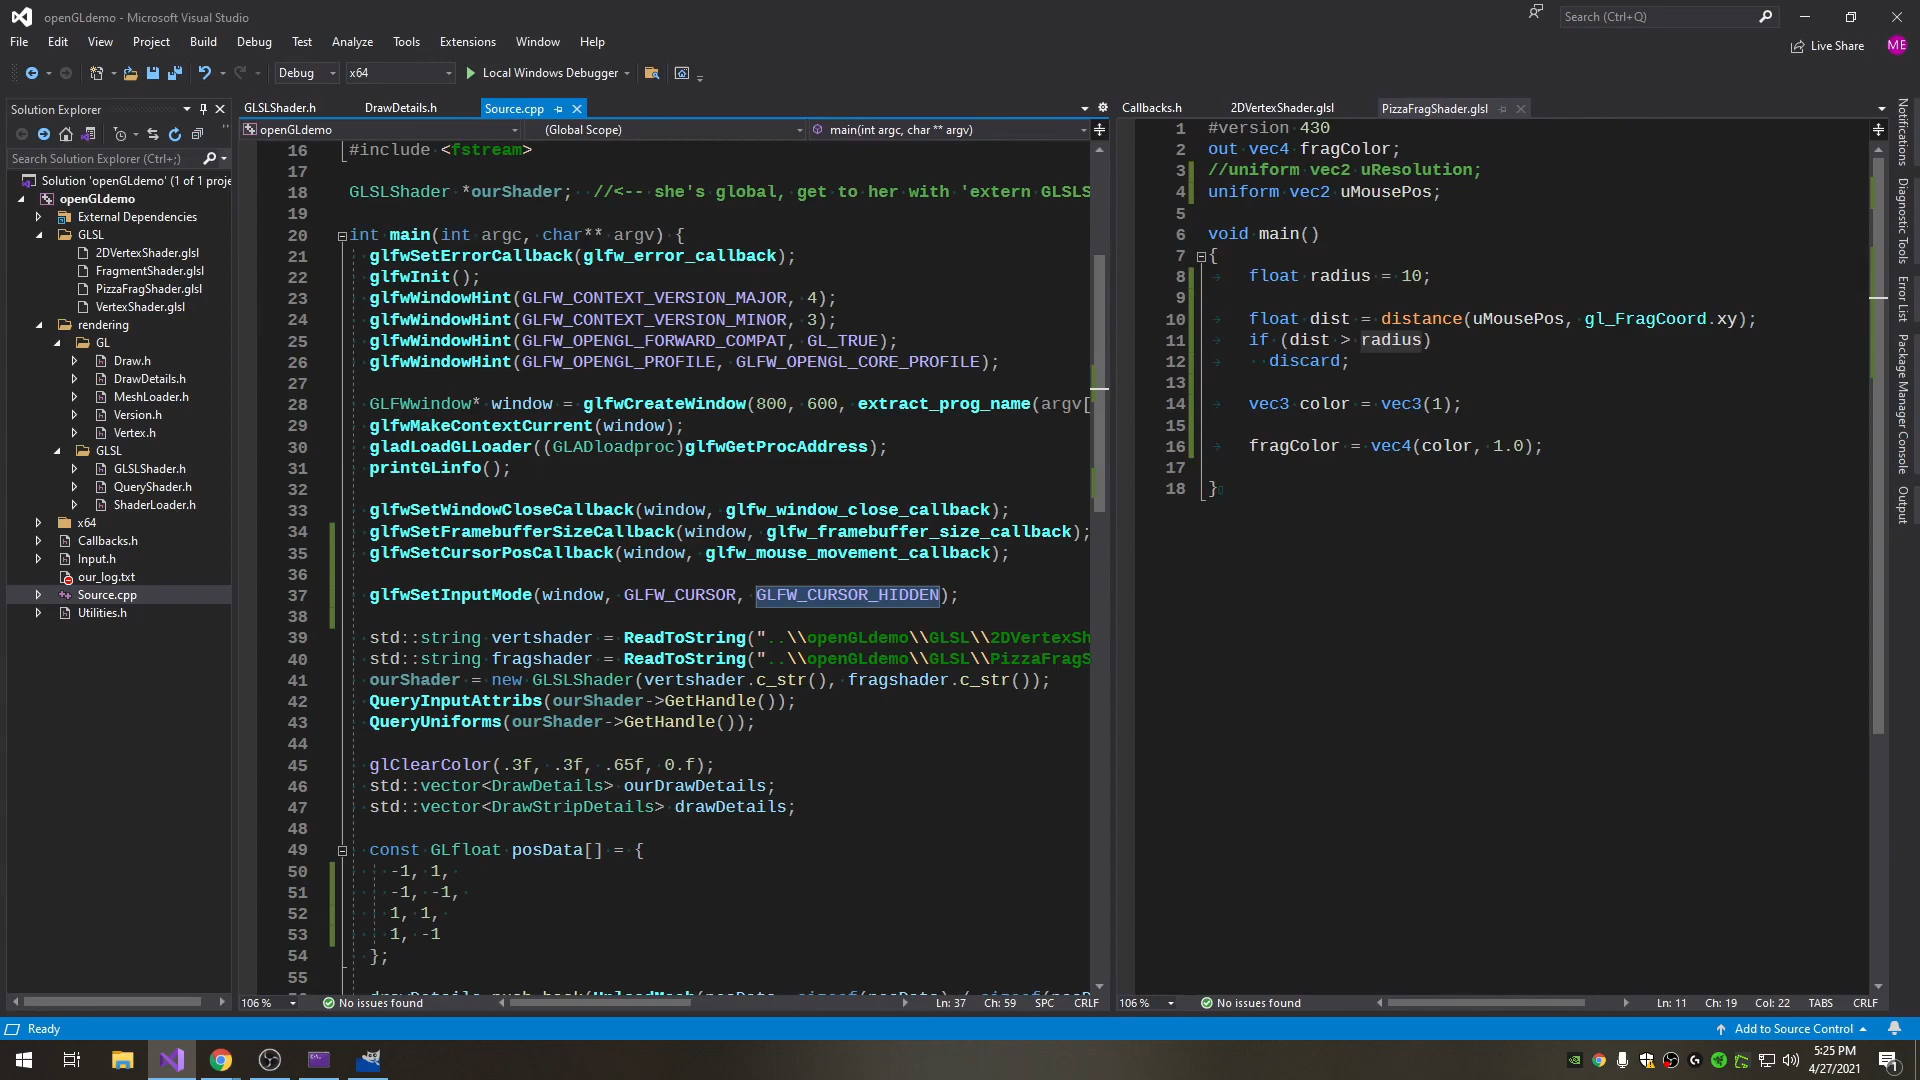 openGLdemo - Microsoft Visual Studio
Search (Ctrl+Q)
File Edit View Project Build Debug Test Analyze Tools Extensions Window Help
Live Share ME
Debug x64 Local Windows Debugger
Solution Explorer
Search Solution Explorer (Ctrl+;)
Solution 'openGLdemo' (1 of 1 proje
openGLdemo
External Dependencies
GLSL
2DVertexShader.glsl
FragmentShader.glsl
PizzaFragShader.glsl
VertexShader.glsl
rendering
GL
Draw.h
DrawDetails.h
MeshLoader.h
Version.h
Vertex.h
GLSL
GLSLShader.h
QueryShader.h
ShaderLoader.h
x64
Callbacks.h
Input.h
our_log.txt
Source.cpp
Utilities.h
GLSLShader.h DrawDetails.h Source.cpp
openGLdemo (Global Scope) main(int argc, char ** argv)
16 #include <fstream>
17
18 GLSLShader *ourShader; //<-- she's global, get to her with 'extern GLSLS
19
20 int main(int argc, char** argv) {
21 glfwSetErrorCallback(glfw_error_callback);
22 glfwInit();
23 glfwWindowHint(GLFW_CONTEXT_VERSION_MAJOR, 4);
24 glfwWindowHint(GLFW_CONTEXT_VERSION_MINOR, 3);
25 glfwWindowHint(GLFW_OPENGL_FORWARD_COMPAT, GL_TRUE);
26 glfwWindowHint(GLFW_OPENGL_PROFILE, GLFW_OPENGL_CORE_PROFILE);
27
28 GLFWwindow* window = glfwCreateWindow(800, 600, extract_prog_name(argv[
29 glfwMakeContextCurrent(window);
30 gladLoadGLLoader((GLADloadproc)glfwGetProcAddress);
31 printGLinfo();
32
33 glfwSetWindowCloseCallback(window, glfw_window_close_callback);
34 glfwSetFramebufferSizeCallback(window, glfw_framebuffer_size_callback);
35 glfwSetCursorPosCallback(window, glfw_mouse_movement_callback);
36
37 glfwSetInputMode(window, GLFW_CURSOR, GLFW_CURSOR_HIDDEN);
38
39 std::string vertshader = ReadToString("..\\openGLdemo\\GLSL\\2DVertexSh
40 std::string fragshader = ReadToString("..\\openGLdemo\\GLSL\\PizzaFragS
41 ourShader = new GLSLShader(vertshader.c_str(), fragshader.c_str());
42 QueryInputAttribs(ourShader->GetHandle());
43 QueryUniforms(ourShader->GetHandle());
44
45 glClearColor(.3f, .3f, .65f, 0.f);
46 std::vector<DrawDetails> ourDrawDetails;
47 std::vector<DrawStripDetails> drawDetails;
48
49 const GLfloat posData[] = {
50 -1, 1,
51 -1, -1,
52 1, 1,
53 1, -1
54 };
55
106 % No issues found Ln: 37 Ch: 59 SPC CRLF
Callbacks.h 2DVertexShader.glsl PizzaFragShader.glsl
1 #version 430
2 out vec4 fragColor;
3 //uniform vec2 uResolution;
4 uniform vec2 uMousePos;
5
6 void main()
7 {
8 float radius = 10;
9
10 float dist = distance(uMousePos, gl_FragCoord.xy);
11 if (dist > radius)
12 discard;
13
14 vec3 color = vec3(1);
15
16 fragColor = vec4(color, 1.0);
17
18 }
106 % No issues found Ln: 11 Ch: 19 Col: 22 TABS CRLF
Notifications
Diagnostic Tools
Error List
Package Manager Console
Output
Ready
Add to Source Control
5:25 PM
4/27/2021
1